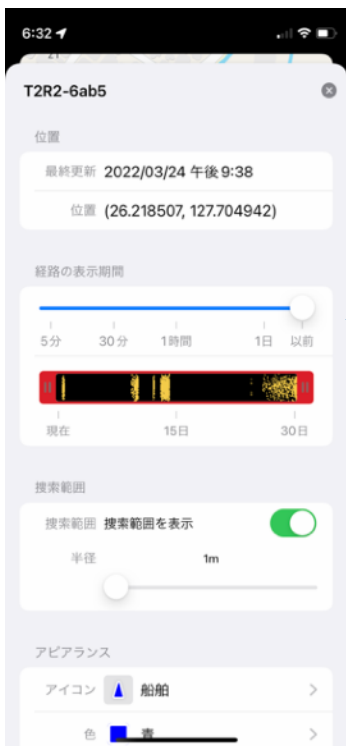 6:32
21
T2R2-6ab5
位置
最終更新 2022/03/24 午後9:38
位置 (26.218507, 127.704942)
経路の表示期間
5分 30分 1時間 1日 以前
現在 15日 30日
捜索範囲
捜索範囲 捜索範囲を表示
半径 1m
アピアランス
アイコン 船舶
色 青